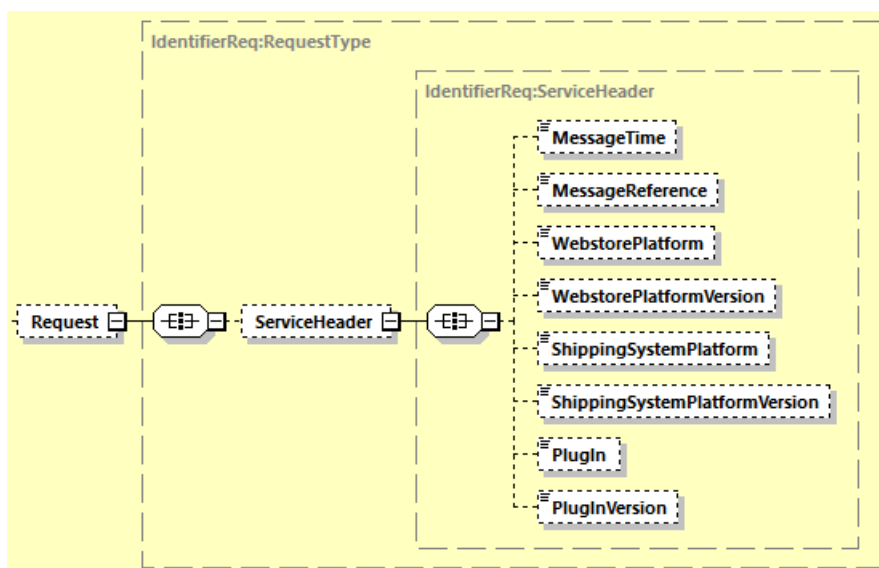 IdentifierReq:RequestType
IdentifierReq:ServiceHeader
MessageTime
MessageReference
WebstorePlatform
WebstorePlatformVersion
Request
ServiceHeader
ShippingSystemPlatform
ShippingSystemPlatformVersion
PlugIn
PlugInVersion